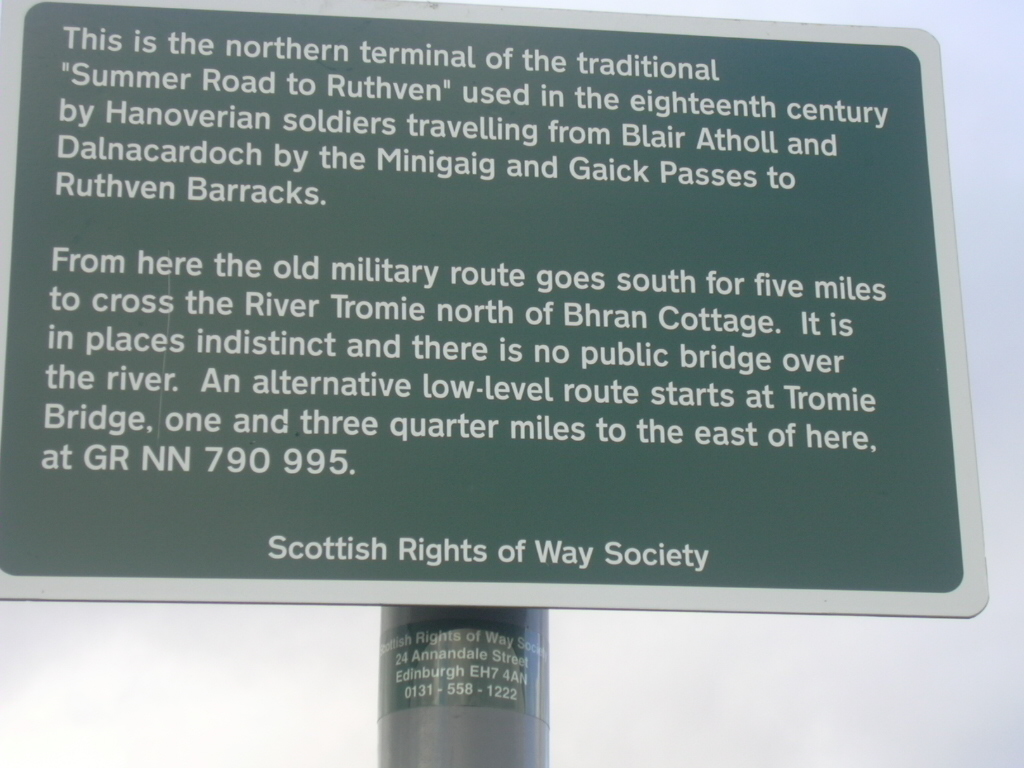 This is the northern terminal of the traditional
"Summer Road to Ruthven" used in the eighteenth century
by Hanoverian soldiers travelling from Blair Atholl and
Dalnacardoch by the Minigaig and Gaick Passes to
Ruthven Barracks.
From here the old military route goes south for five miles
to cross the River Tromie north of Bhran Cottage. It is
in places indistinct and there is no public bridge over
the river. An alternative low-level route starts at Tromie
Bridge, one and three quarter miles to the east of here,
at GR NN 790 995.
Scottish Rights of Way Society
Scottish Rights of Way Society
24 Annandale Street
Edinburgh EH7 4AN
0131 - 558 - 1222